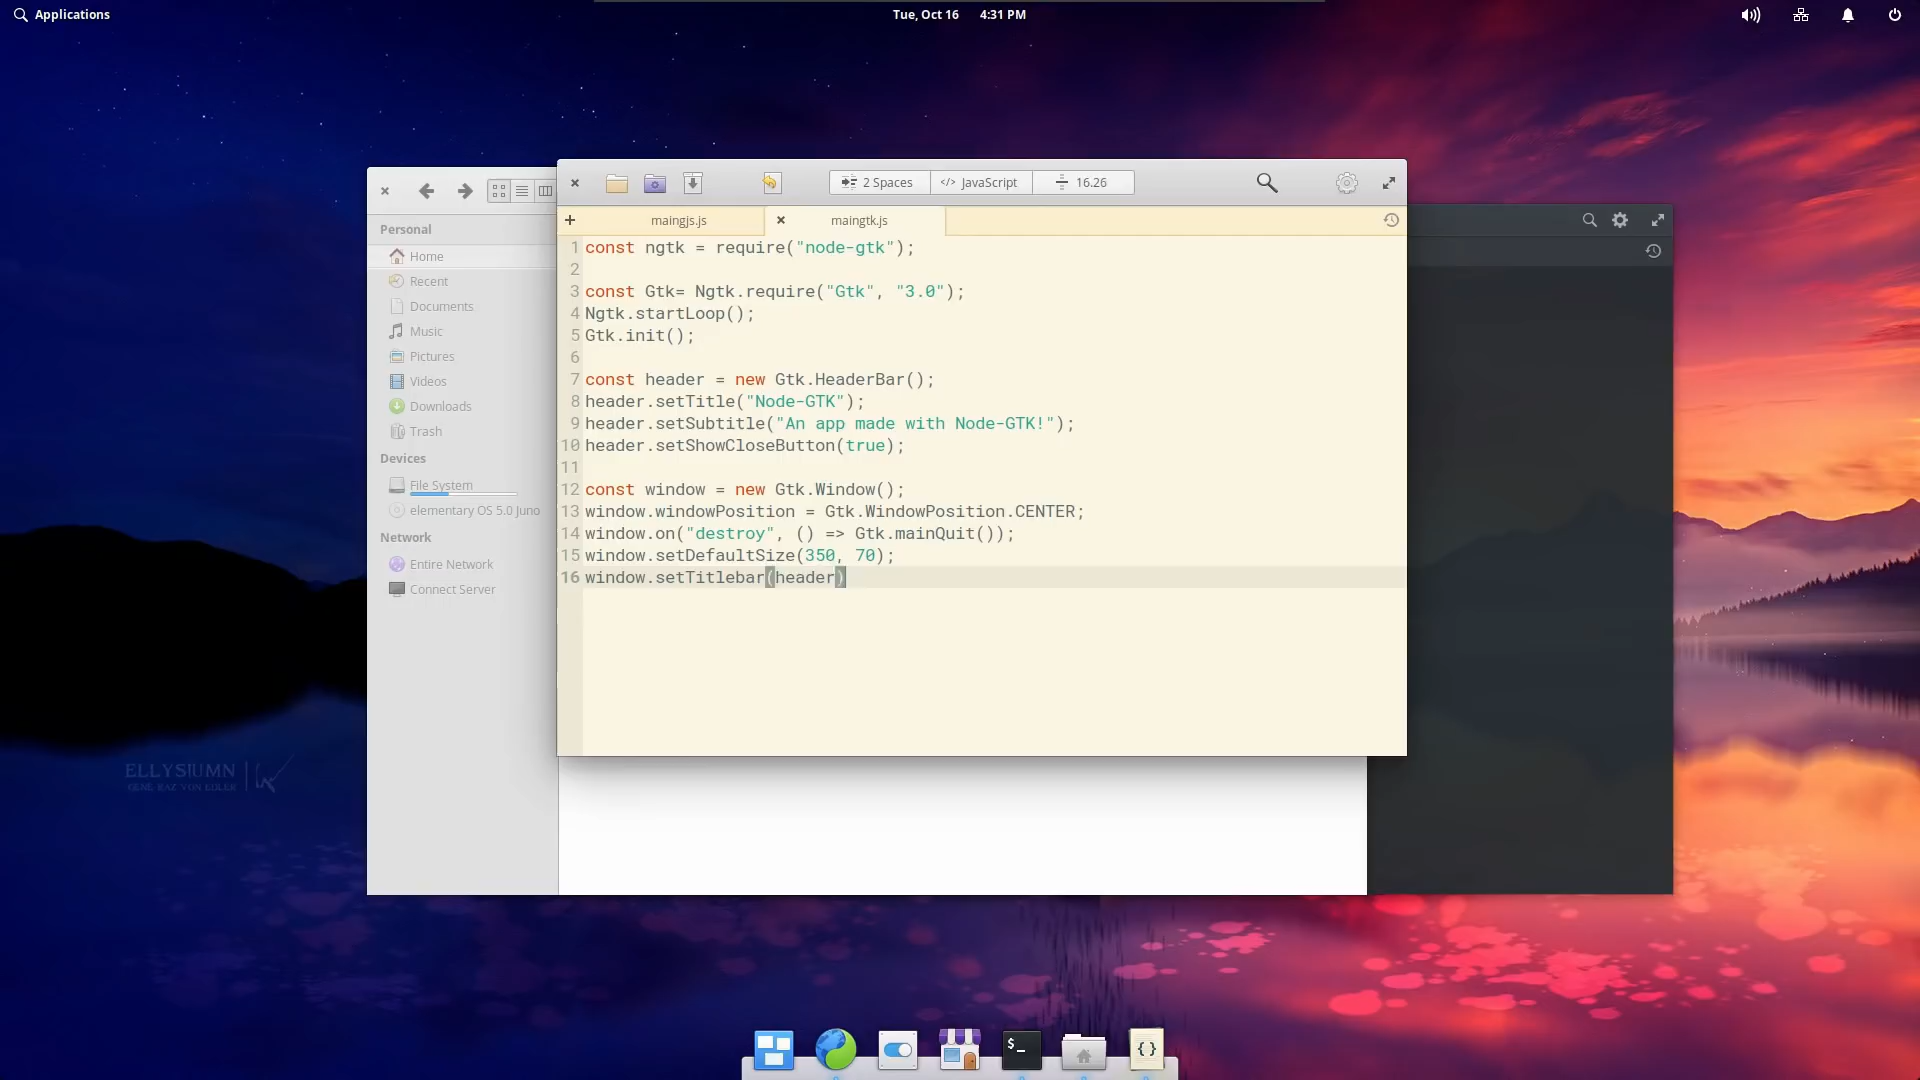 Applications
Tue, Oct 16 4:31 PM
2 Spaces
</> JavaScript
16.26
maingjs.js
maingtk.js
1 const ngtk = require("node-gtk");
2
3 const Gtk= Ngtk.require("Gtk", "3.0");
4 Ngtk.startLoop();
5 Gtk.init();
6
7 const header = new Gtk.HeaderBar();
8 header.setTitle("Node-GTK");
9 header.setSubtitle("An app made with Node-GTK!");
10 header.setShowCloseButton(true);
11
12 const window = new Gtk.Window();
13 window.windowPosition = Gtk.WindowPosition.CENTER;
14 window.on("destroy", () => Gtk.mainQuit());
15 window.setDefaultSize(350, 70);
16 window.setTitlebar(header)
Personal
Home
Recent
Documents
Music
Pictures
Videos
Downloads
Trash
Devices
File System
elementary OS 5.0 Juno
Network
Entire Network
Connect Server
ELLYSIUMN
$ _
{}